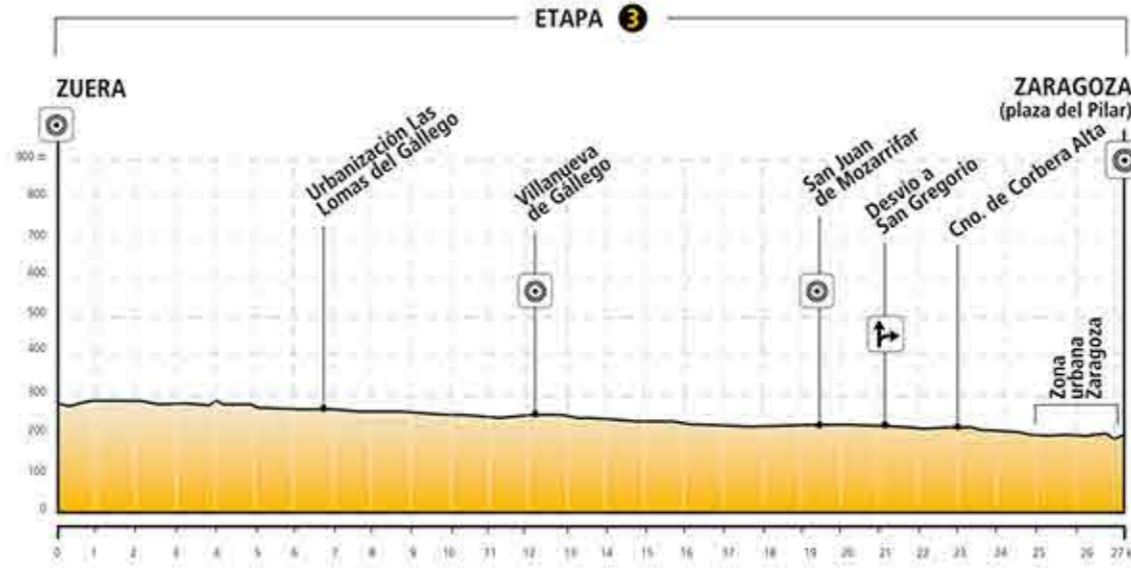 ETAPA 3
ZUERA
ZARAGOZA
(plaza del Pilar)
Urbanización Las
Lomas del Gállego
Villanueva
de Gállego
San Juan
de Mozarrifar
Desvío a
San Gregorio
Cno. de Corbera Alta
Zona
urbana
Zaragoza
900 m
800
700
600
500
400
300
200
100
0
0 1 2 3 4 5 6 7 8 9 10 11 12 13 14 15 16 17 18 19 20 21 22 23 24 25 26 27